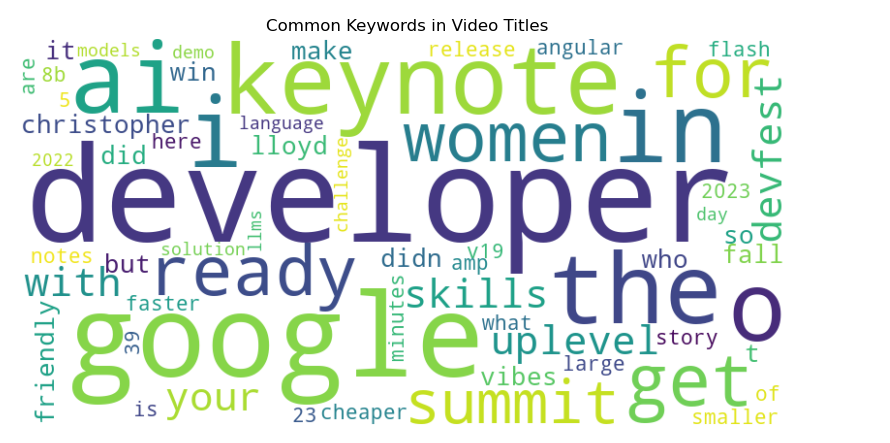 Common Keywords in Video Titles
it models demo make release angular flash
are 8b win ai keynote for
5
christopher i language women in devfest
here lloyd
2022 did challenge
developer 2023
day
notes solution llms didn v19 so
but amp who fall
with ready skills the o
friendly faster minutes
39 google what uplevel story
large t
is your vibes get of
23 cheaper summit smaller